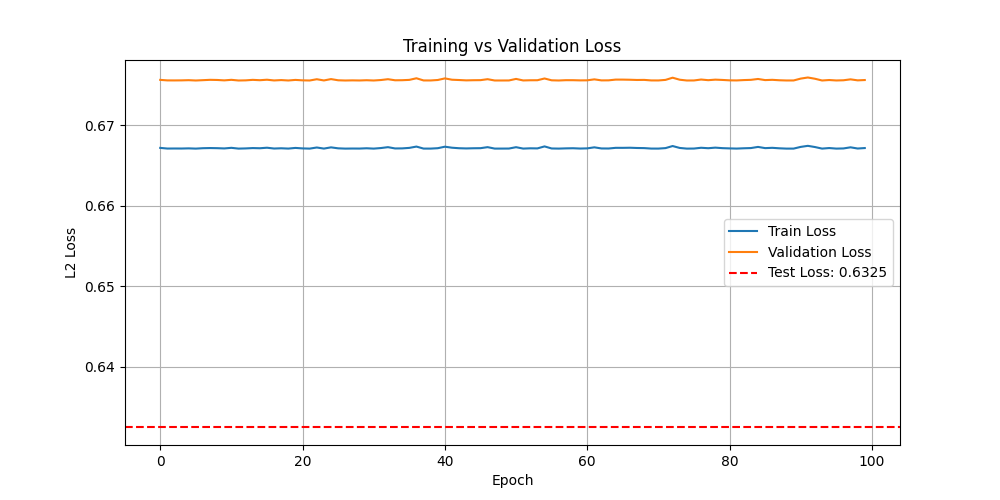 Training vs Validation Loss
L2 Loss
0.67
0.66
0.65
0.64
Train Loss
Validation Loss
Test Loss: 0.6325
0 20 40 60 80 100
Epoch